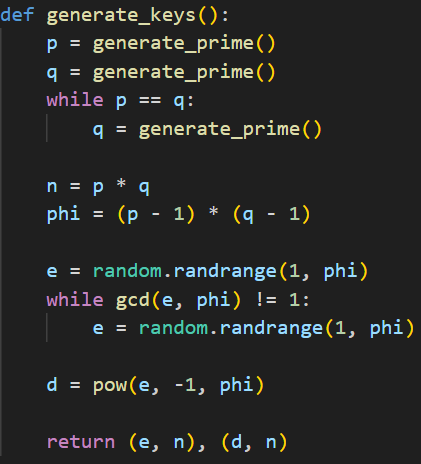 def generate_keys():
    p = generate_prime()
    q = generate_prime()
    while p == q:
        q = generate_prime()

    n = p * q
    phi = (p - 1) * (q - 1)

    e = random.randrange(1, phi)
    while gcd(e, phi) != 1:
        e = random.randrange(1, phi)

    d = pow(e, -1, phi)

    return (e, n), (d, n)